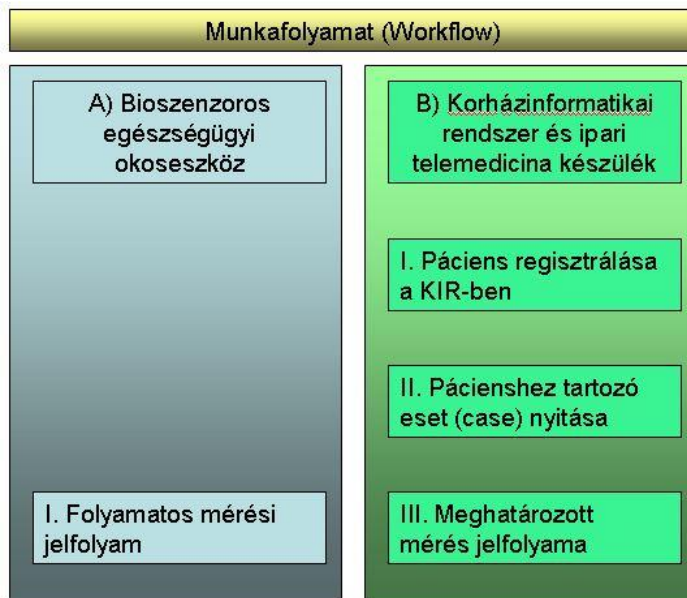 Munkafolyamat (Workflow)
A) Bioszenzoros
egészségügyi
okoseszköz
I. Folyamatos mérési
jelfolyam
B) Korházinformatikai
rendszer és ipari
telemedicina készülék
I. Páciens regisztrálása
a KIR-ben
II. Pácienshez tartozó
eset (case) nyitása
III. Meghatározott
mérés jelfolyama